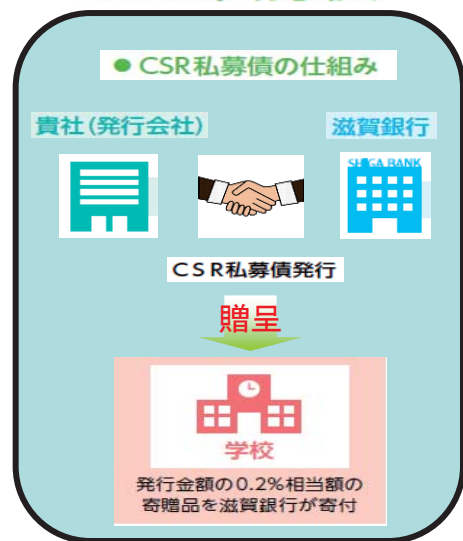 ● CSR私募債の仕組み
貴社(発行会社)
滋賀銀行
SHIGA BANK
CSR私募債発行
贈呈
学校
発行金額の0.2%相当額の
寄贈品を滋賀銀行が寄付